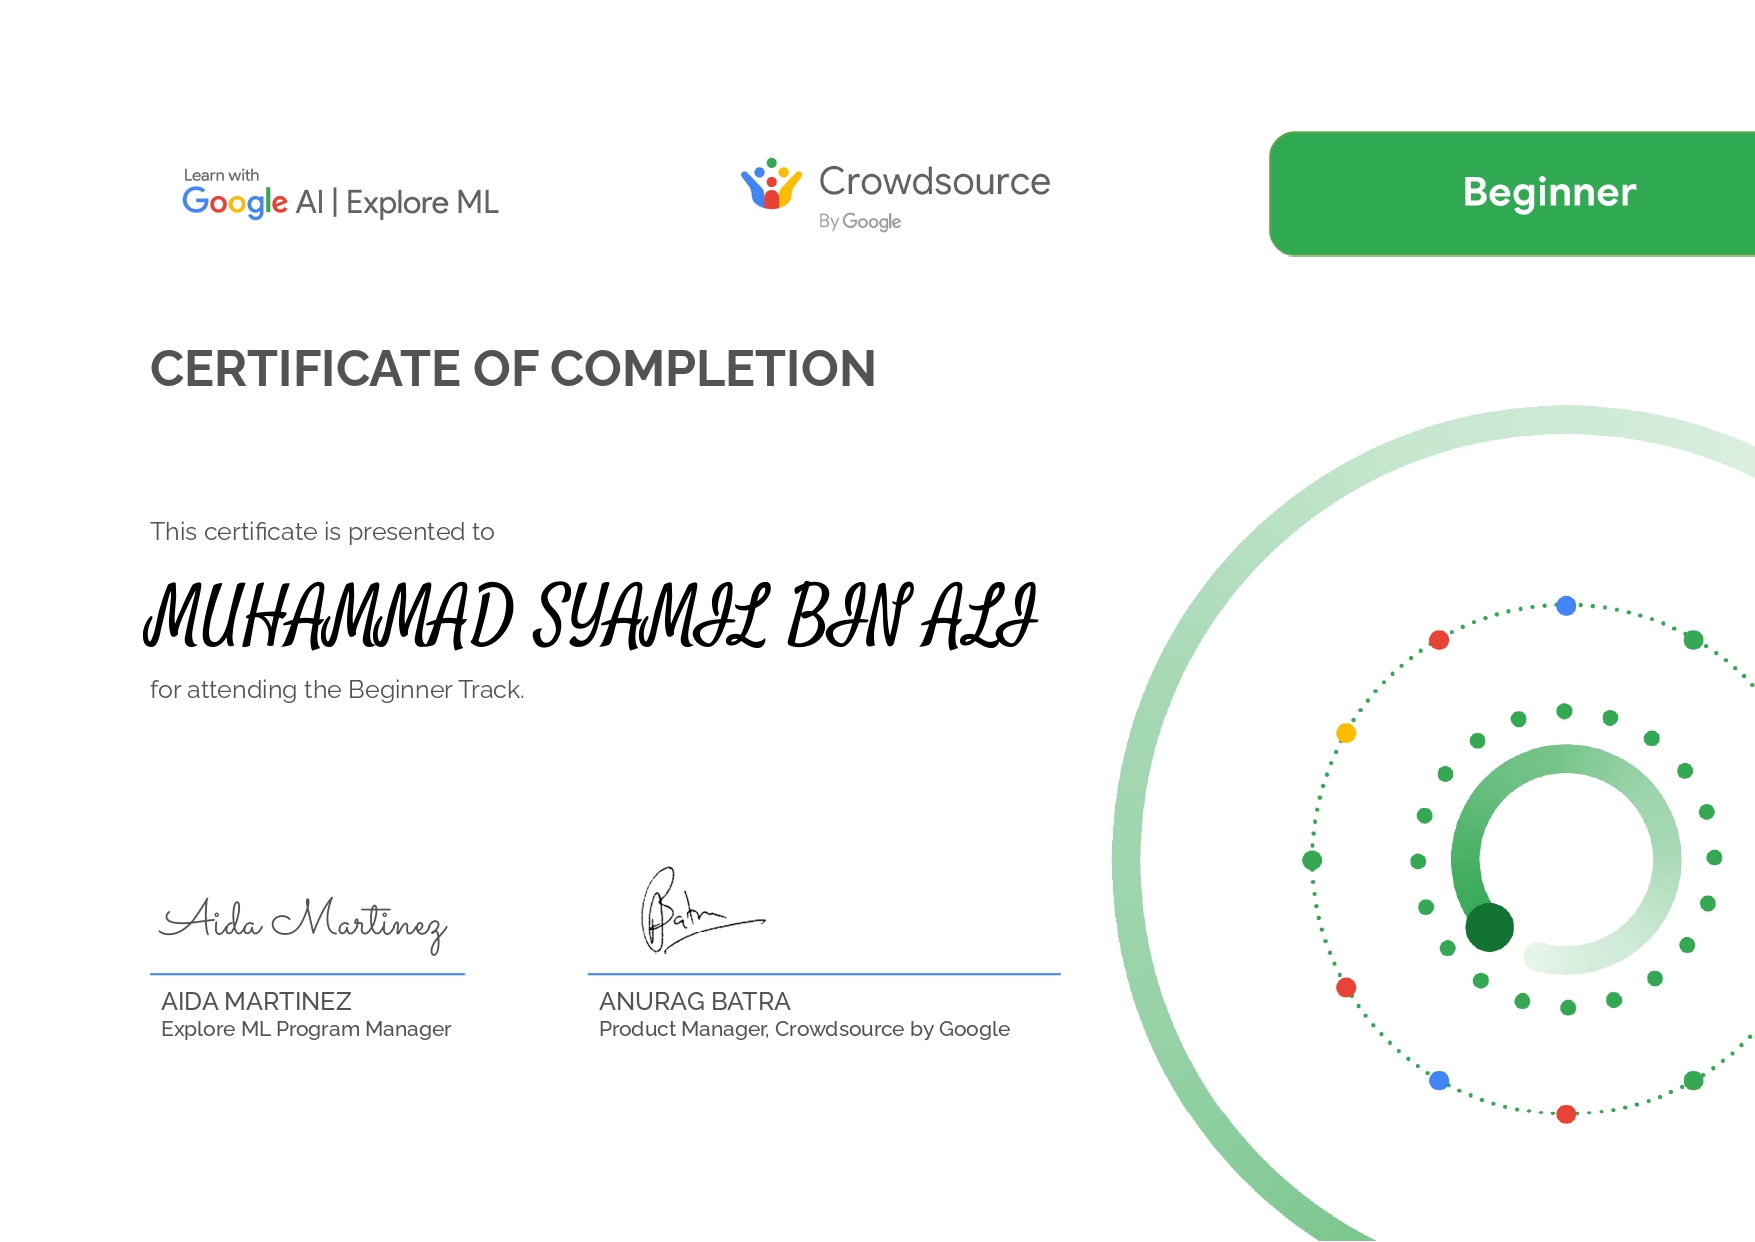 Learn with
Google AI | Explore ML
Crowdsource
By Google
Beginner
CERTIFICATE OF COMPLETION
This certificate is presented to
MUHAMMAD SYAMIL BIN ALI
for attending the Beginner Track.
Aida Martinez
Batra
AIDA MARTINEZ
Explore ML Program Manager
ANURAG BATRA
Product Manager, Crowdsource by Google